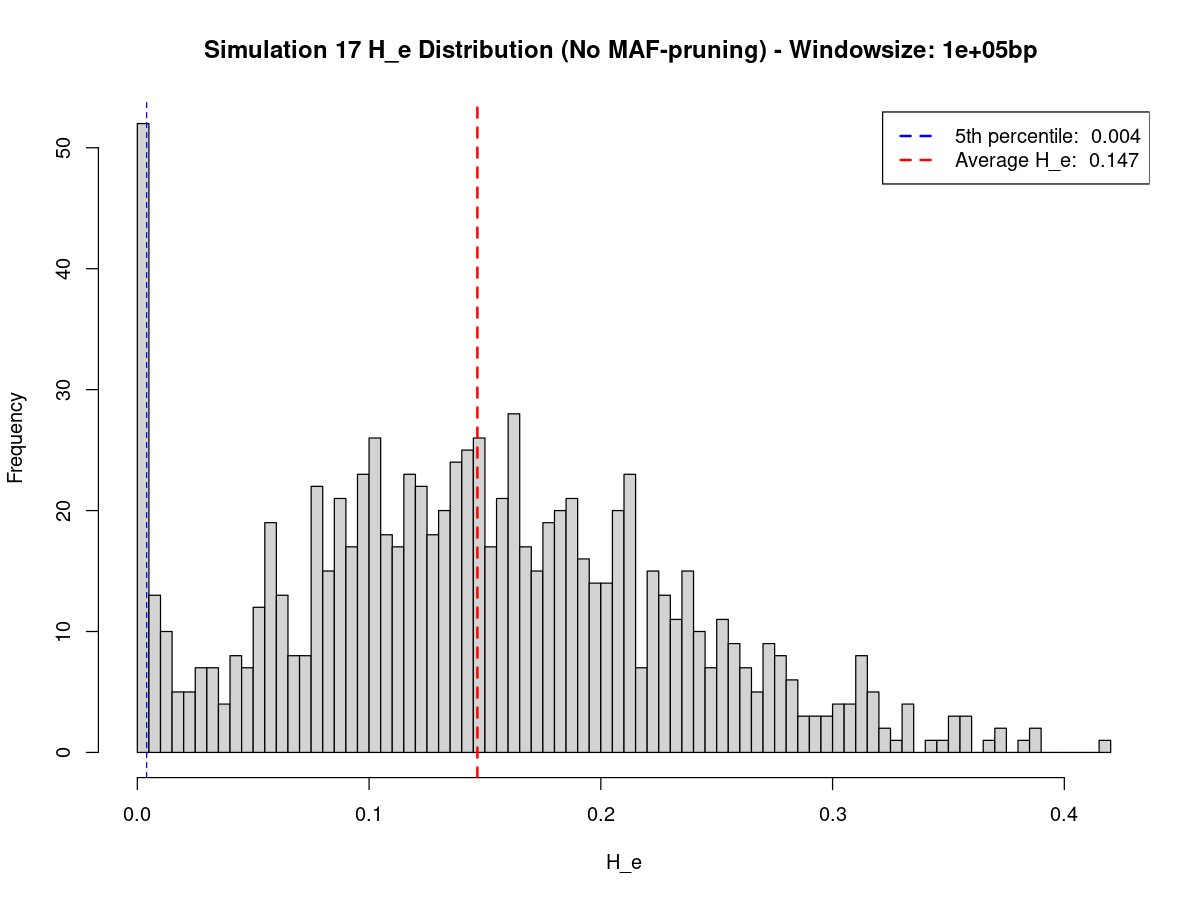 Simulation 17 H_e Distribution (No MAF-pruning) - Windowsize: 1e+05bp
5th percentile:  0.004
Average H_e:  0.147
50
40
30
20
10
0
Frequency
0.0 0.1 0.2 0.3 0.4
H_e